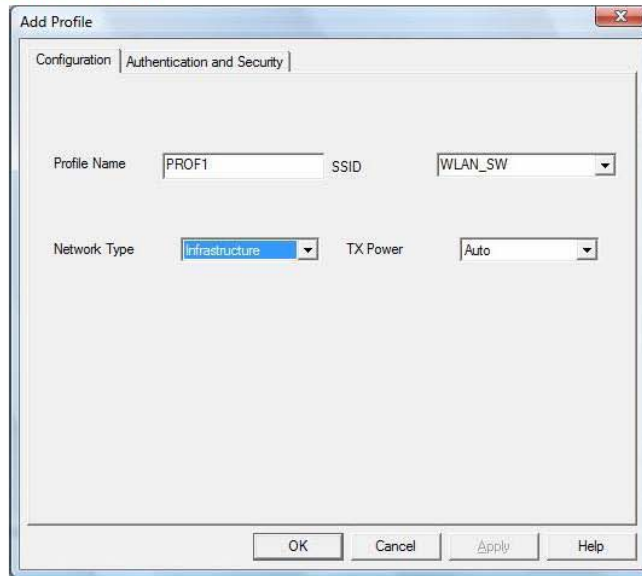 Add Profile
Configuration Authentication and Security
Profile Name PROF1 SSID WLAN_SW
Network Type Infrastructure TX Power Auto
OK Cancel Apply Help